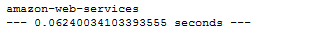 amazon-web-services
--- 0.06240034103393555 seconds ---